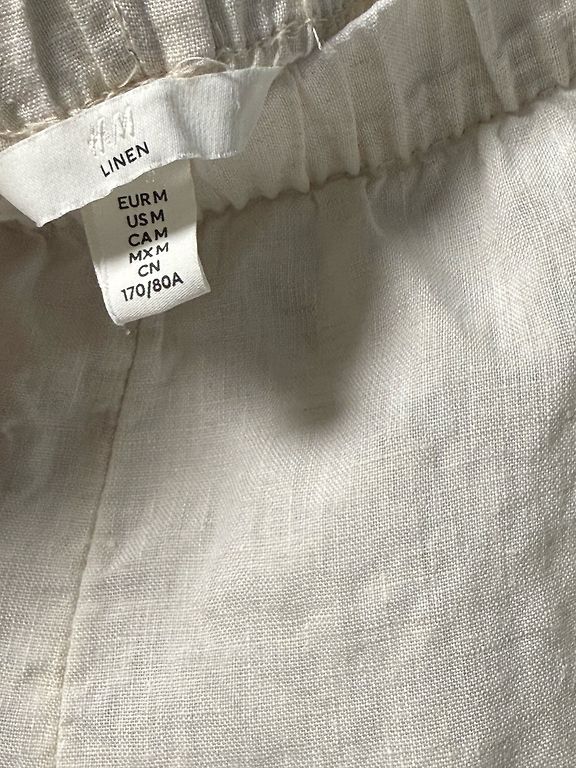 H&M
LINEN
EUR M
US M
CA M
MX M
CN
170/80A